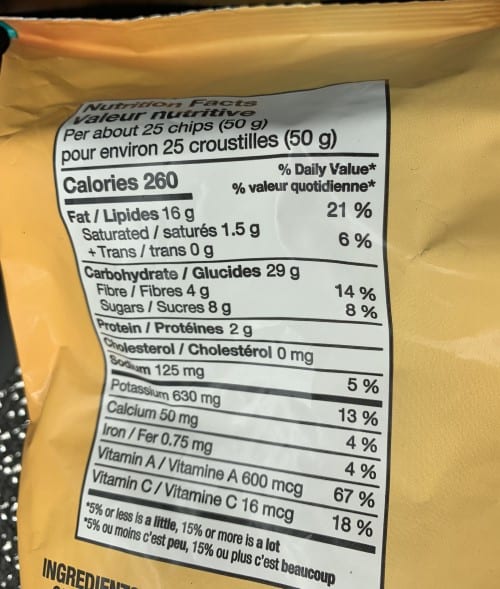 Nutrition Facts
Valeur nutritive
Per about 25 chips (50 g)
pour environ 25 croustilles (50 g)
Calories 260
% Daily Value*
% valeur quotidienne*
Fat / Lipides 16 g 21 %
Saturated / saturés 1.5 g
+ Trans / trans 0 g 6 %
Carbohydrate / Glucides 29 g
Fibre / Fibres 4 g 14 %
Sugars / Sucres 8 g 8 %
Protein / Protéines 2 g
Cholesterol / Cholestérol 0 mg
Sodium 125 mg 5 %
Potassium 630 mg 13 %
Calcium 50 mg 4 %
Iron / Fer 0.75 mg 4 %
Vitamin A / Vitamine A 600 mcg 67 %
Vitamin C / Vitamine C 16 mcg 18 %
*5% or less is a little, 15% or more is a lot
*5% ou moins c'est peu, 15% ou plus c'est beaucoup